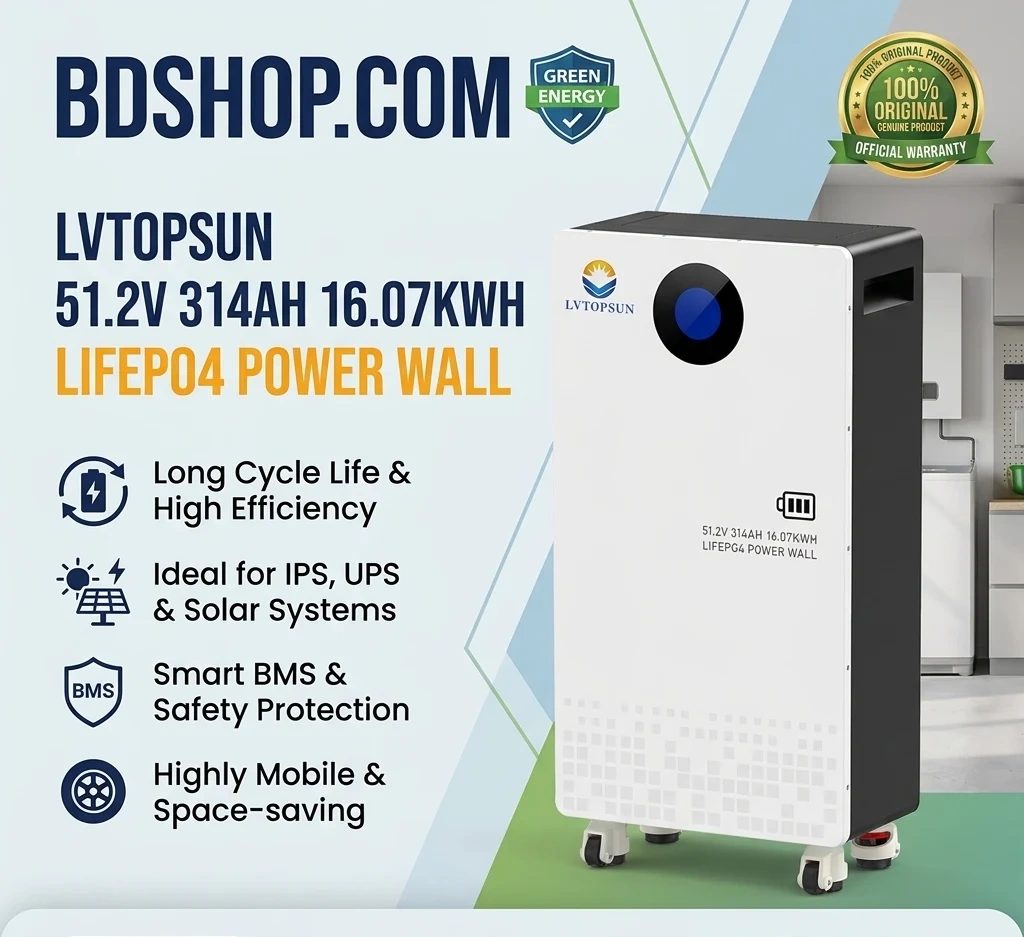 BDSHOP.COM
GREEN
ENERGY
100% ORIGINAL PRODUCT
100%
ORIGINAL
GENUINE PRODOET
OFFICIAL WARRANTY
LVTOPSUN
51.2V 314AH 16.07KWH
LIFEPO4 POWER WALL
LVTOPSUN
51.2V 314AH 16.07KWH
LIFEPG4 POWER WALL
Long Cycle Life &
High Efficiency
Ideal for IPS, UPS
& Solar Systems
BMS
Smart BMS &
Safety Protection
Highly Mobile &
Space-saving